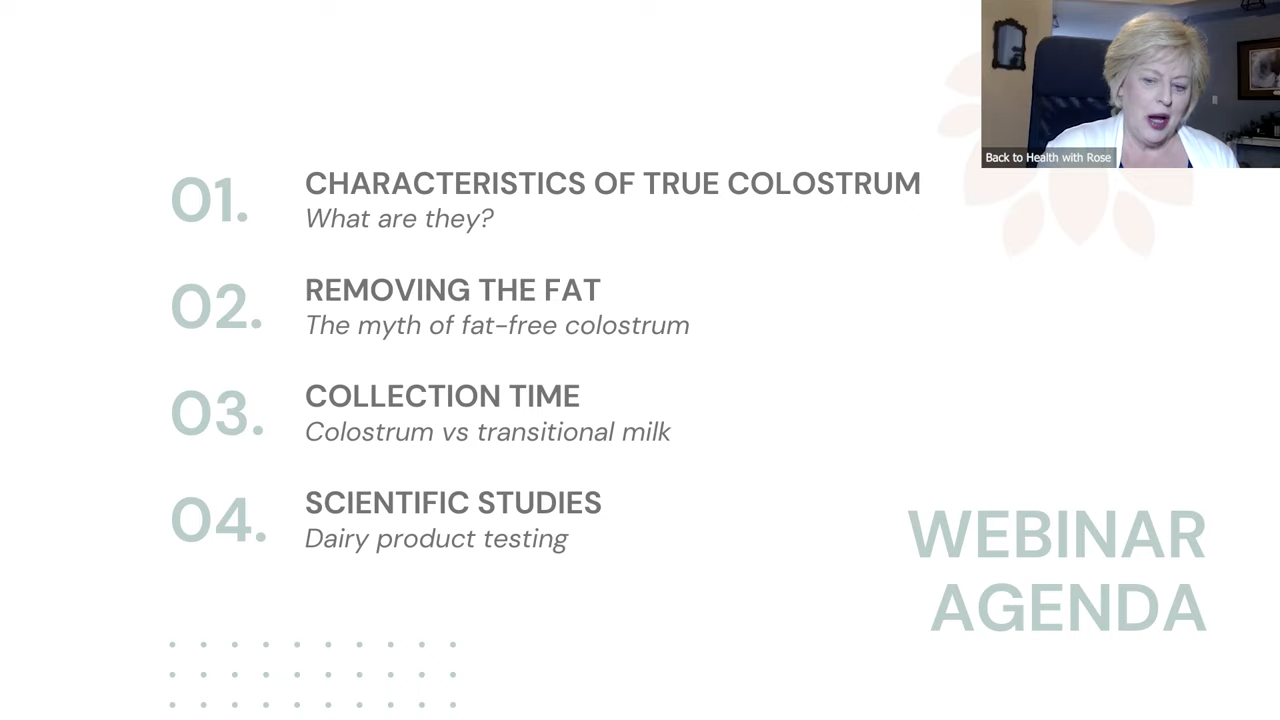 Back to Health with Rose
01.
CHARACTERISTICS OF TRUE COLOSTRUM
What are they?
02.
REMOVING THE FAT
The myth of fat-free colostrum
03.
COLLECTION TIME
Colostrum vs transitional milk
04.
SCIENTIFIC STUDIES
Dairy product testing
WEBINAR
AGENDA